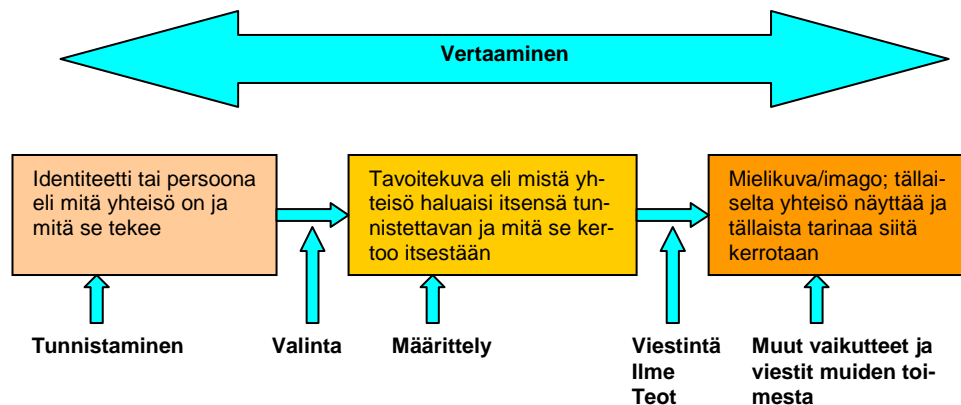 Vertaaminen
Identiteetti tai persoona
eli mitä yhteisö on ja
mitä se tekee
Tavoitekuva eli mistä yh-
teisö haluaisi itsensä tun-
nistettavan ja mitä se ker-
too itsestään
Mielikuva/imago; tällai-
selta yhteisö näyttää ja
tällaista tarinaa siitä
kerrotaan
Tunnistaminen
Valinta
Määrittely
Viestintä
Ilme
Teot
Muut vaikutteet ja
viestit muiden toi-
mesta